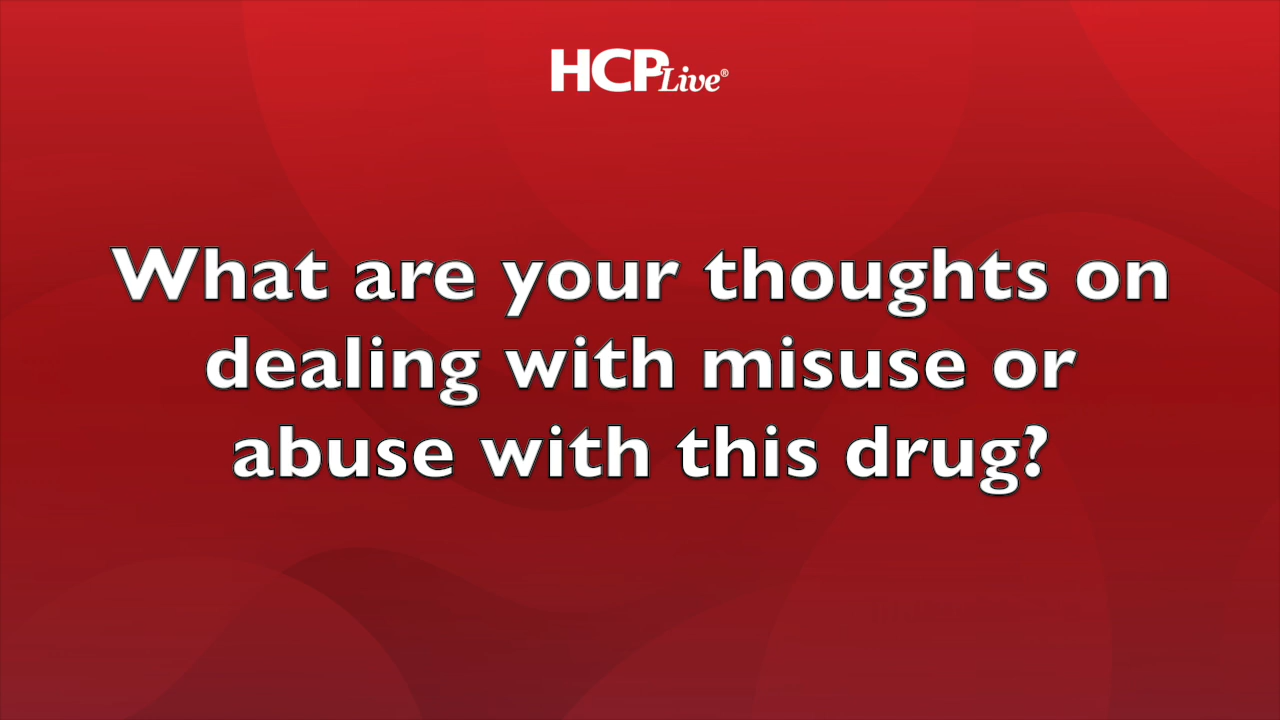 HCPLive®
What are your thoughts on
dealing with misuse or
abuse with this drug?